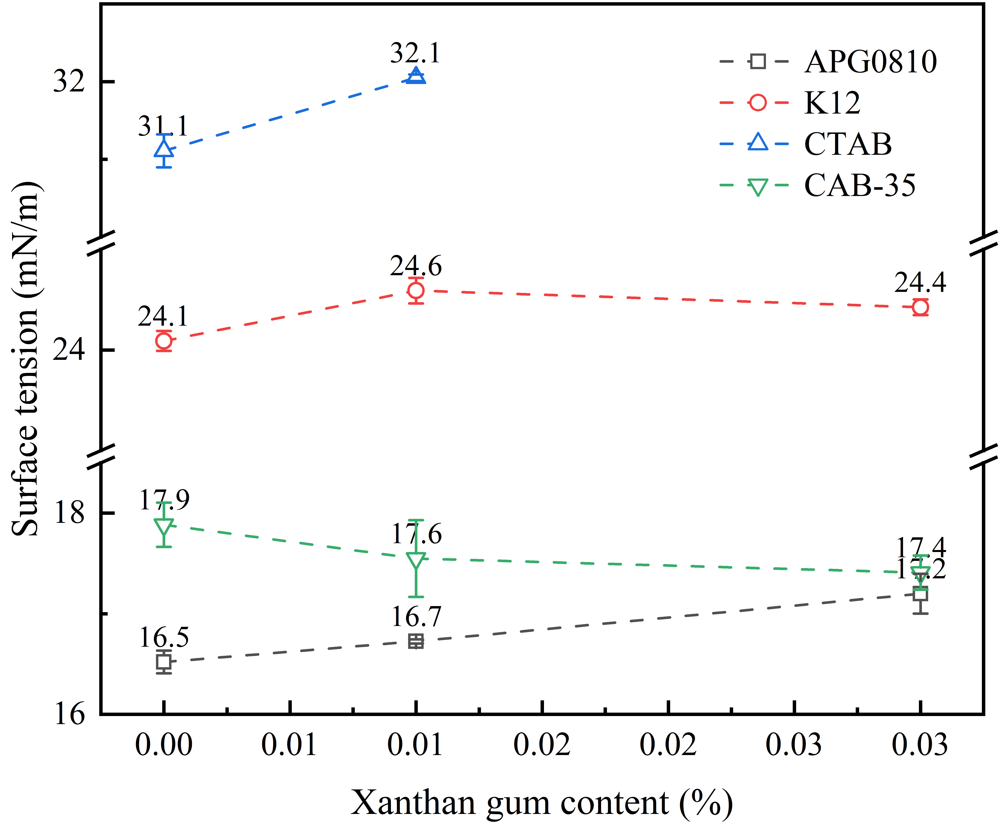 32.1
APG0810
32
K12
31.1
CTAB
CAB-35
Surface tension (mN/m)
24.6
24.4
24.1
24
17.9
18
17.6
17.4
17.2
16.7
16.5
16
0.00 0.01 0.01 0.02 0.02 0.03 0.03
Xanthan gum content (%)